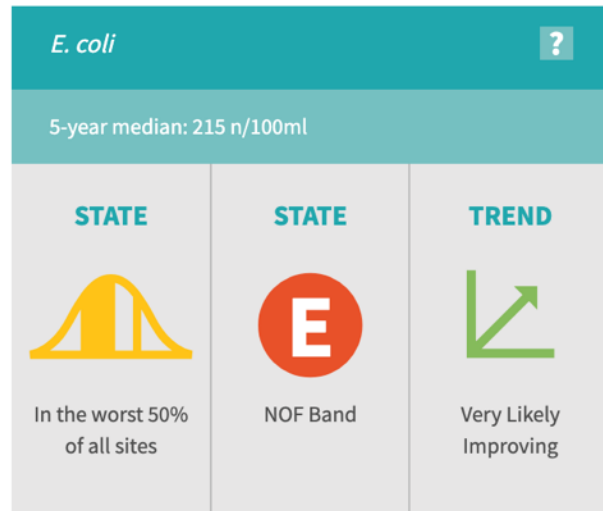 E. coli
?
5-year median: 215 n/100ml
STATE
STATE
TREND
E
In the worst 50%
of all sites
NOF Band
Very Likely
Improving